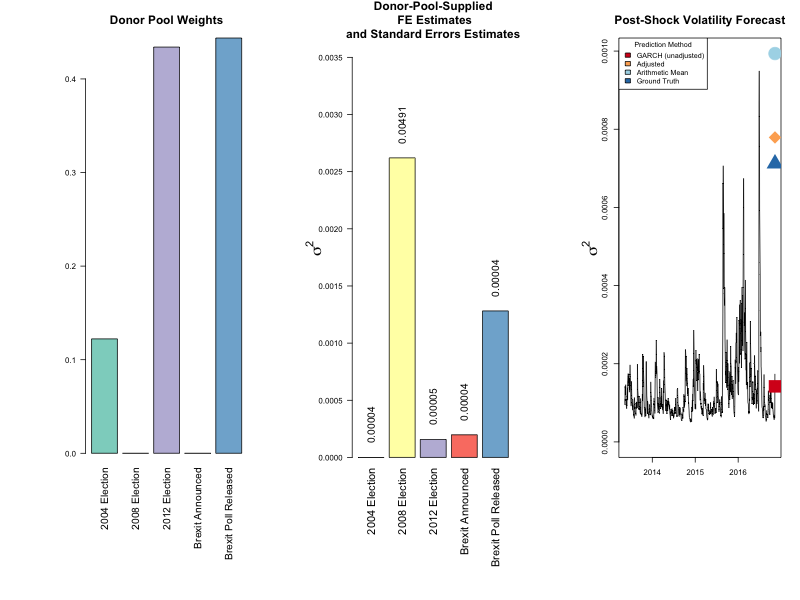 Donor Pool Weights
0.4
0.3
0.2
0.1
0.0
2004 Election
2008 Election
2012 Election
Brexit Announced
Brexit Poll Released
Donor-Pool-Supplied
FE Estimates
and Standard Errors Estimates
σ2
0.0035
0.0030
0.0025
0.0020
0.0015
0.0010
0.0005
0.0000
0.00004
0.00491
0.00005
0.00004
0.00004
2004 Election
2008 Election
2012 Election
Brexit Announced
Brexit Poll Released
Post-Shock Volatility Forecast
σ2
0.0010
0.0008
0.0006
0.0004
0.0002
0.0000
Prediction Method
GARCH (unadjusted)
Adjusted
Arithmetic Mean
Ground Truth
2014 2015 2016